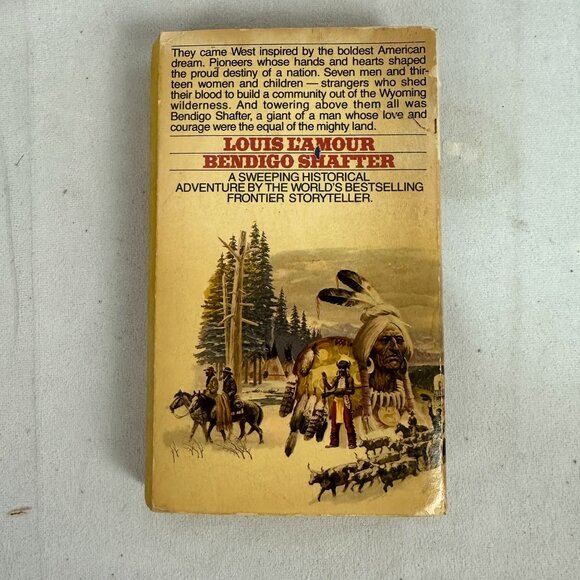 They came West inspired by the boldest American
dream. Pioneers whose hands and hearts shaped
the proud destiny of a nation. Seven men and thir-
teen women and children — strangers who shed
their blood to build a community out of the Wyoming
wilderness. And towering above them all was
Bendigo Shafter, a giant of a man whose love and
courage were the equal of the mighty land.
LOUIS L'AMOUR
BENDIGO SHAFTER
A SWEEPING HISTORICAL
ADVENTURE BY THE WORLD'S BESTSELLING
FRONTIER STORYTELLER.